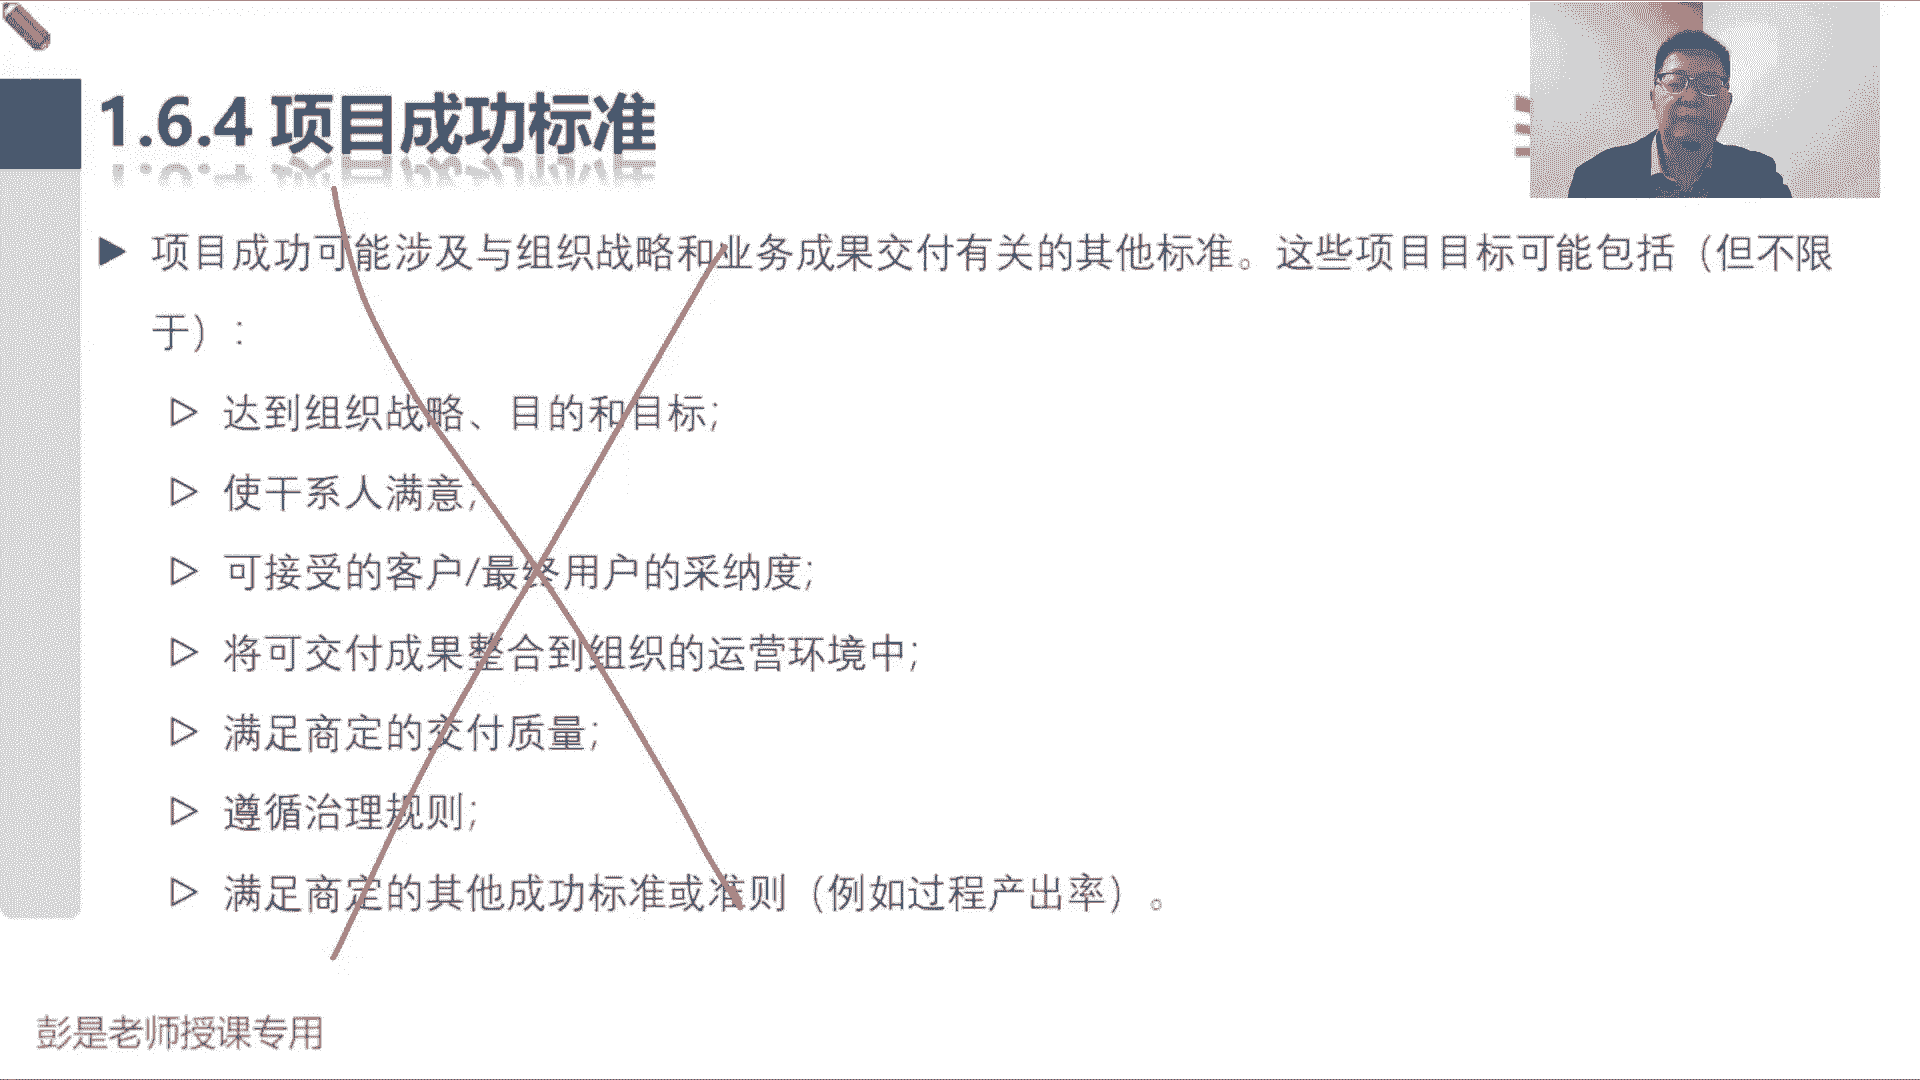 1.6.4 项目成功标准
▶ 项目成功可能涉及与组织战略和业务成果交付有关的其他标准。这些项目目标可能包括（但不限
于）：
▷ 达到组织战略、目的和目标；
▷ 使干系人满意；
▷ 可接受的客户/最终用户的采纳度；
▷ 将可交付成果整合到组织的运营环境中；
▷ 满足商定的交付质量；
▷ 遵循治理规则；
▷ 满足商定的其他成功标准或准则（例如过程产出率）。
彭是老师授课专用